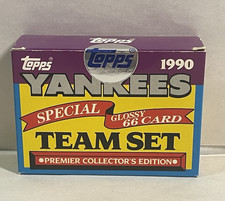 Topps
Topps 1990
YANKEES
SPECIAL GLOSSY 66 CARD
TEAM SET
PREMIER COLLECTOR'S EDITION